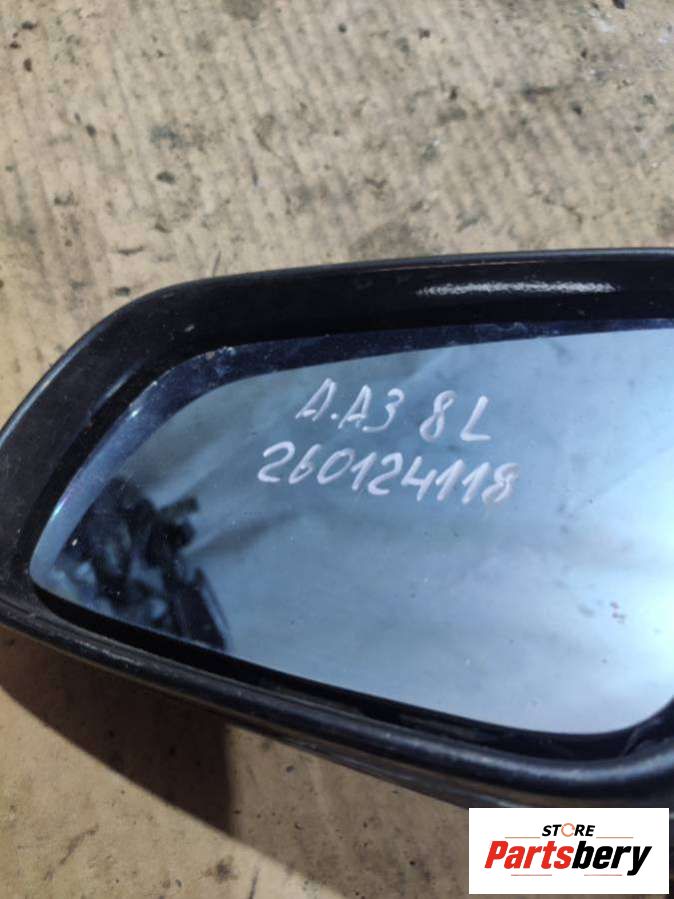 A.A3 8L
260124118
STORE
Partsbery